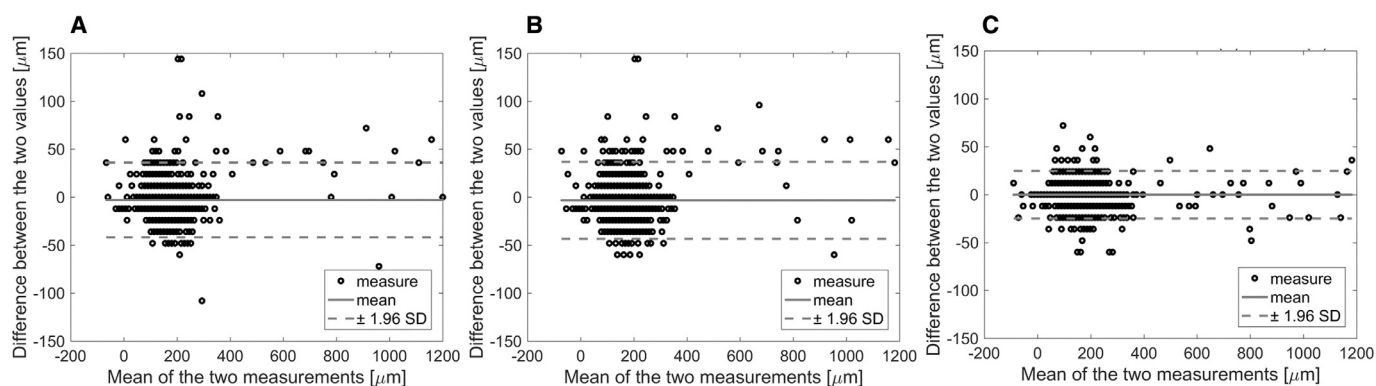 A
B
C
Difference between the two values [μm]
150
100
50
0
-50
-100
-150
-200
0
200
400
600
800
1000
1200
Mean of the two measurements [μm]
measure
mean
± 1.96 SD
Difference between the two values [μm]
150
100
50
0
-50
-100
-150
-200
0
200
400
600
800
1000
1200
Mean of the two measurements [μm]
measure
mean
± 1.96 SD
Difference between the two values [μm]
150
100
50
0
-50
-100
-150
-200
0
200
400
600
800
1000
1200
Mean of the two measurements [μm]
measure
mean
± 1.96 SD